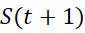 S(t + 1)